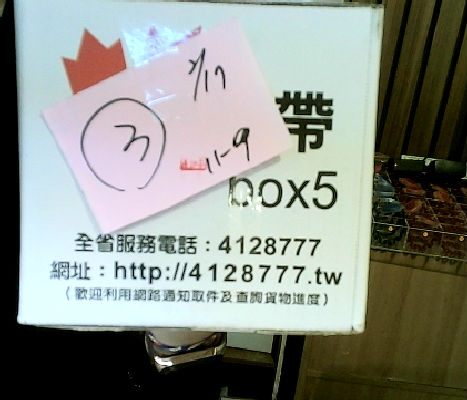 2/17
3
11-9
帶
box5
全省服務電話：4128777
網址：http://4128777.tw
（歡迎利用網路通知取件及查詢貨物進度）